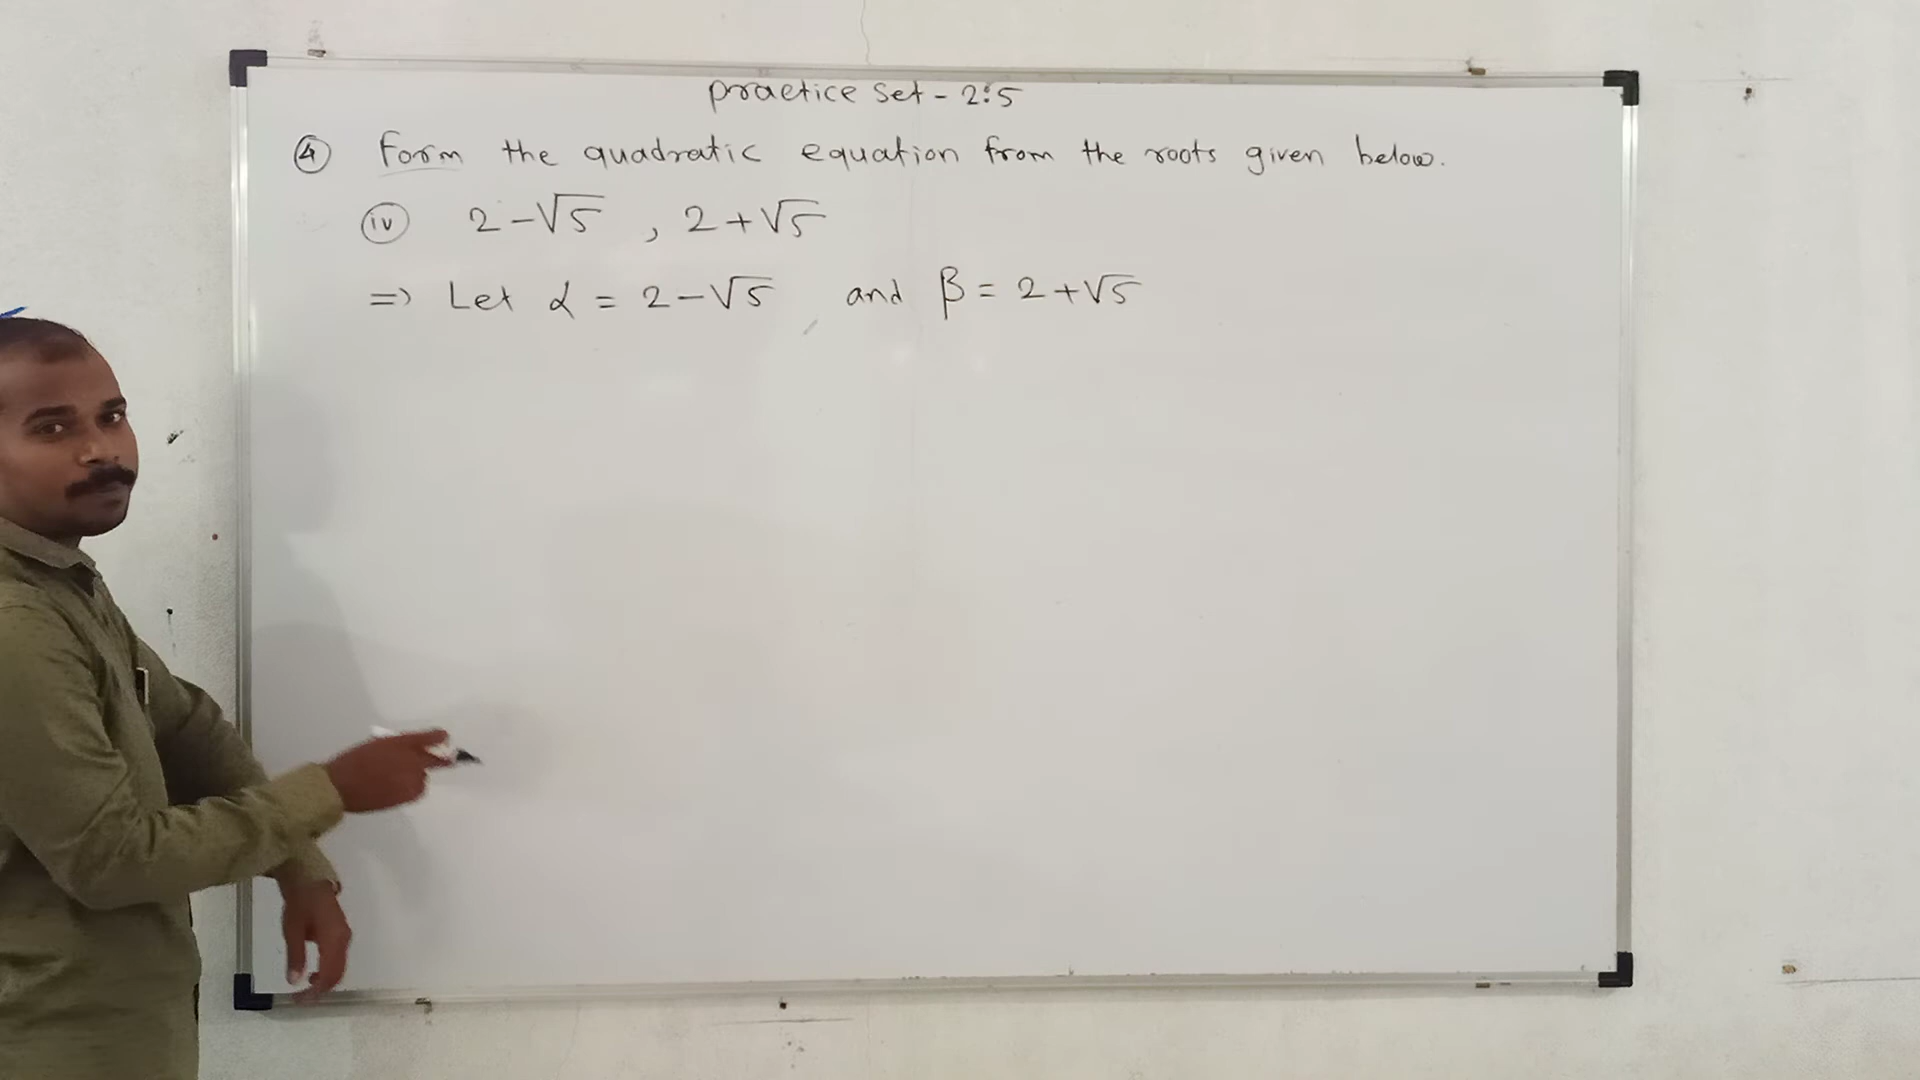 practice set - 2:5
④ Form the quadratic equation from the roots given below.
(iv) 2-√5 , 2+√5
=> Let α = 2-√5 and β = 2+√5